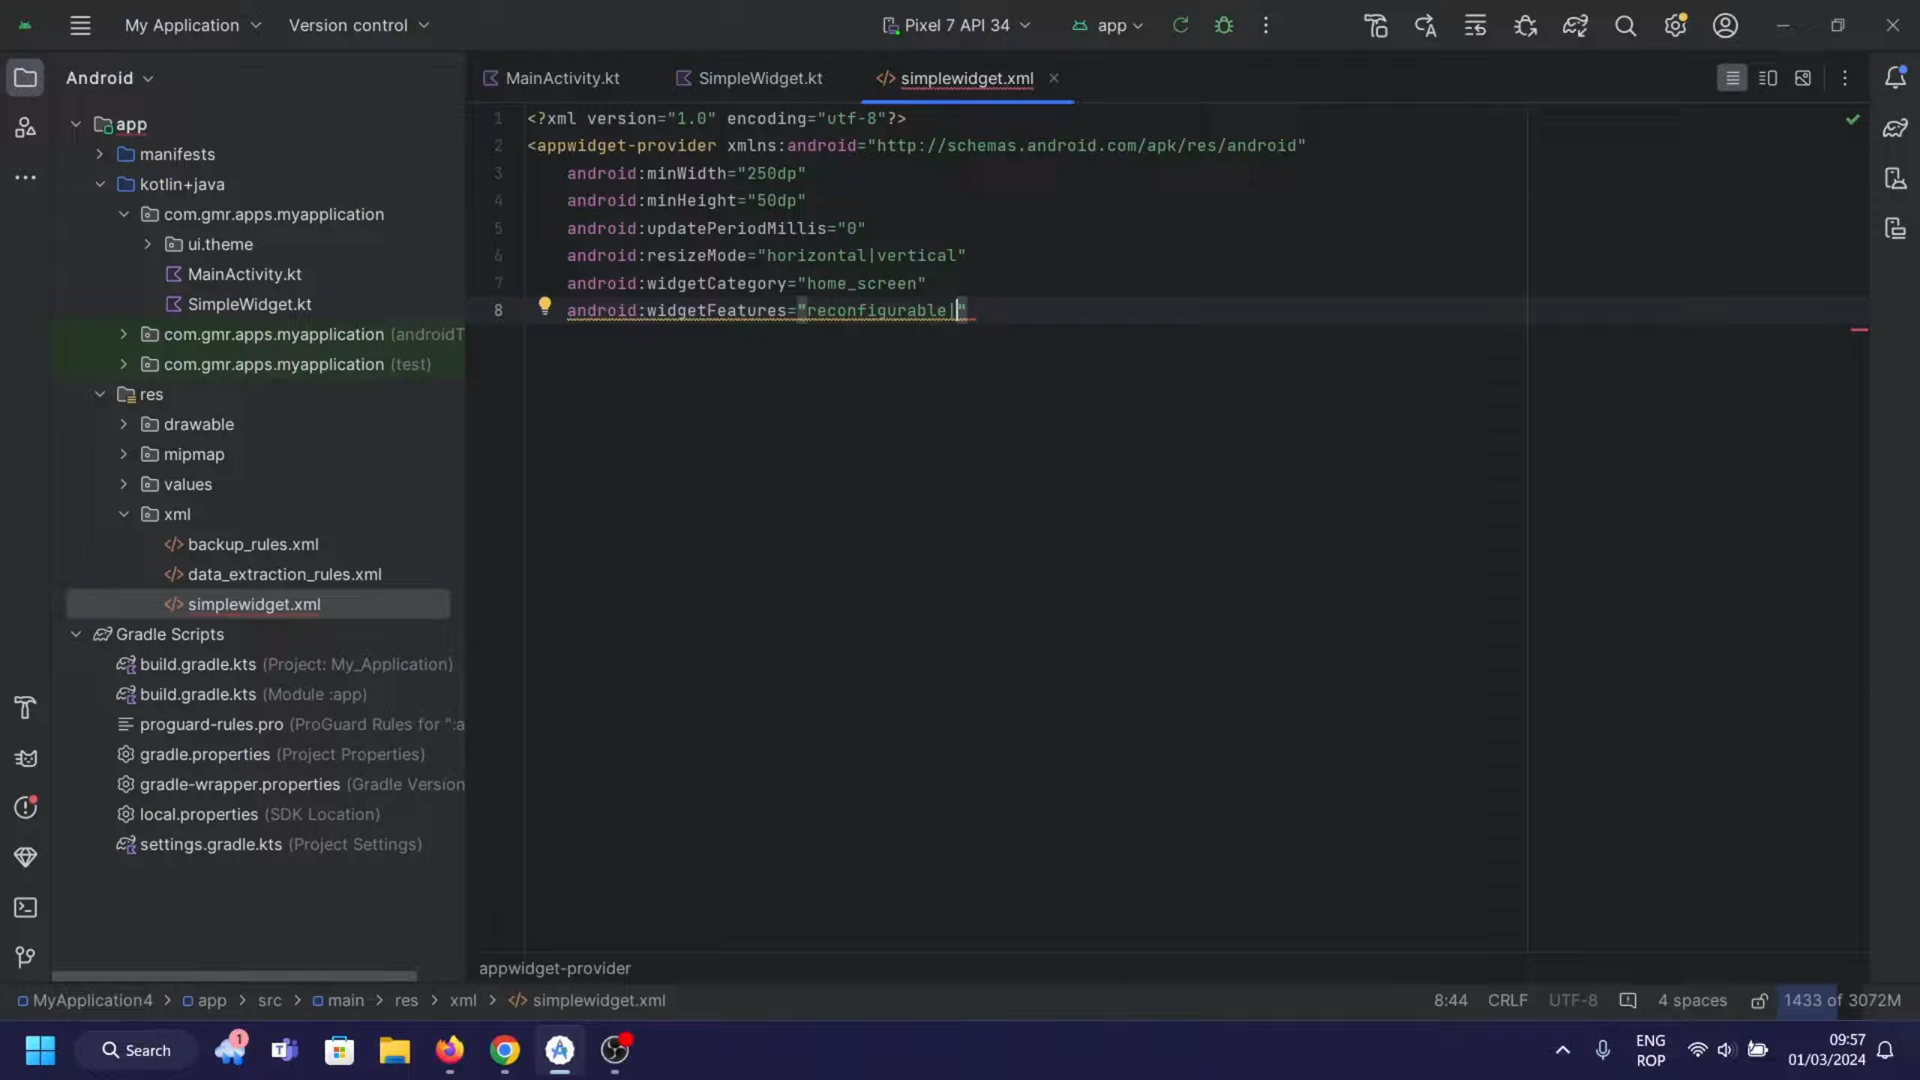 My Application
Version control
Pixel 7 API 34
app
Android
app
manifests
kotlin+java
com.gmr.apps.myapplication
ui.theme
MainActivity.kt
SimpleWidget.kt
com.gmr.apps.myapplication (androidT
com.gmr.apps.myapplication (test)
res
drawable
mipmap
values
xml
backup_rules.xml
data_extraction_rules.xml
simplewidget.xml
Gradle Scripts
build.gradle.kts (Project: My_Application)
build.gradle.kts (Module :app)
proguard-rules.pro (ProGuard Rules for ":a
gradle.properties (Project Properties)
gradle-wrapper.properties (Gradle Version
local.properties (SDK Location)
settings.gradle.kts (Project Settings)
MainActivity.kt
SimpleWidget.kt
simplewidget.xml
1 <?xml version="1.0" encoding="utf-8"?>
2 <appwidget-provider xmlns:android="http://schemas.android.com/apk/res/android"
3 android:minWidth="250dp"
4 android:minHeight="50dp"
5 android:updatePeriodMillis="0"
6 android:resizeMode="horizontal|vertical"
7 android:widgetCategory="home_screen"
8 android:widgetFeatures="reconfigurable|"
appwidget-provider
MyApplication4 > app > src > main > res > xml > simplewidget.xml
8:44 CRLF UTF-8 4 spaces 1433 of 3072M
Search
1
ENG
ROP
09:57
01/03/2024